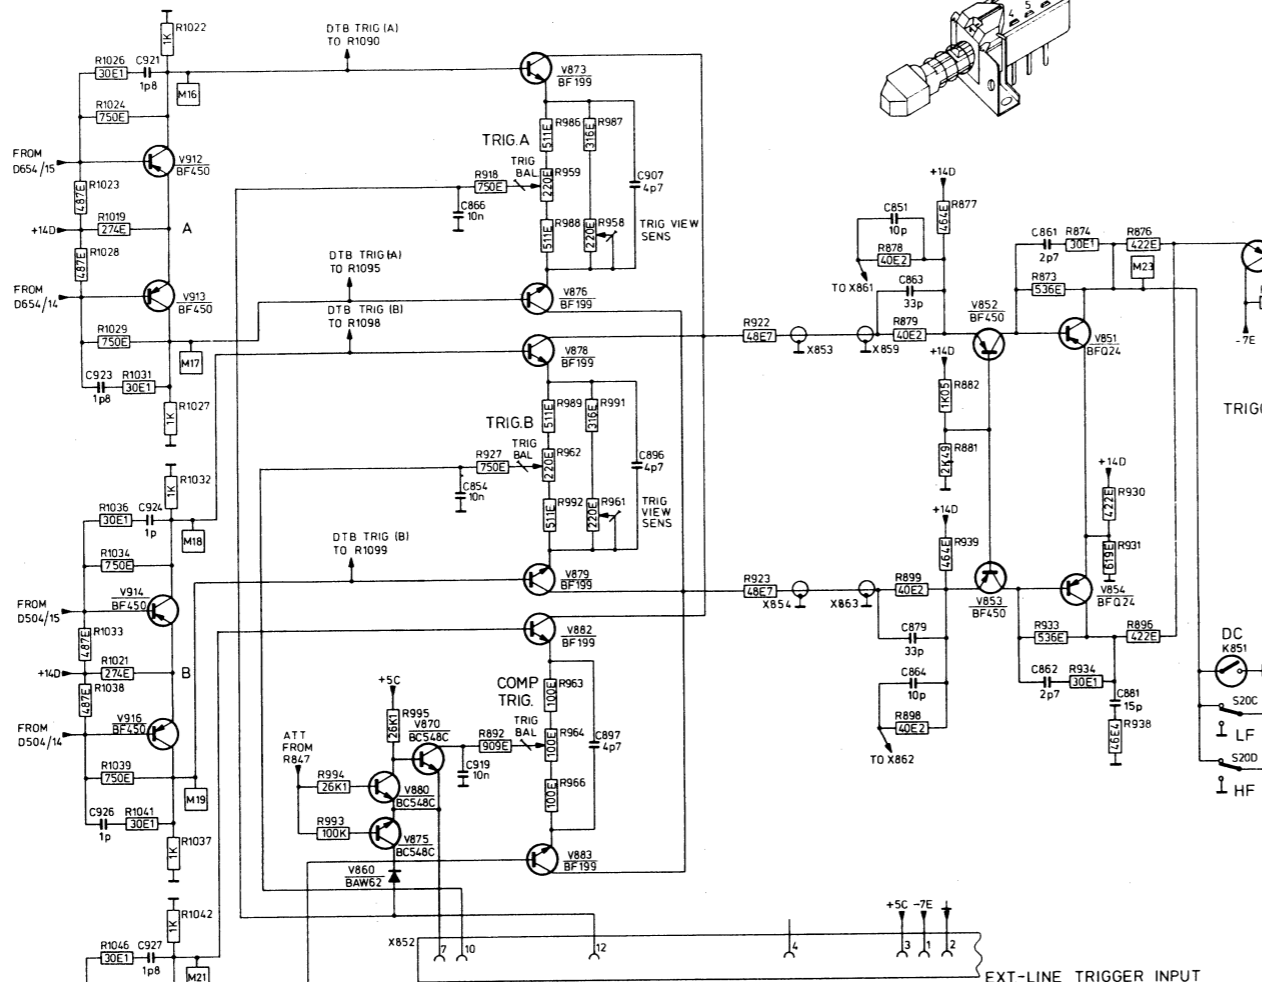 R1022
1K
R1026
30E1
C921
1p8
M16
R1024
750E
FROM
D654/15
V912
BF450
R1023
487E
R1019
274E
+14D
A
R1028
487E
FROM
D654/14
V913
BF450
R1029
750E
M17
C923
1p8
R1031
30E1
R1027
1K
R1032
1K
R1036
30E1
C924
1p
M18
R1034
750E
FROM
D504/15
V914
BF450
R1033
487E
R1021
274E
+14D
B
R1038
487E
FROM
D504/14
V916
BF450
R1039
750E
M19
C926
1p
R1041
30E1
R1037
1K
R1042
1K
R1046
30E1
C927
1p8
M21
DTB TRIG (A)
TO R1090
DTB TRIG (A)
TO R1095
DTB TRIG (B)
TO R1098
DTB TRIG (B)
TO R1099
V873
BF199
TRIG.A
R986
511E
R987
316E
TRIG
BAL
R918
750E
C866
10n
R959
220E
C907
4p7
R988
511E
R958
220E
TRIG VIEW
SENS
V876
BF199
V878
BF199
TRIG.B
R989
511E
R991
316E
TRIG
BAL
R927
750E
C854
10n
R962
220E
C896
4p7
R992
511E
R961
220E
TRIG
VIEW
SENS
V879
BF199
V882
BF199
COMP
TRIG.
R963
100E
TRIG
BAL
R892
909E
C919
10n
R964
100E
C897
4p7
R966
100E
V883
BF199
+5C
R995
26K1
V870
BC548C
ATT
FROM
R847
R994
26K1
V880
BC548C
R993
100K
V875
BC548C
V860
BAW62
X852
7
10
12
4
3
1
2
+5C
-7E
EXT-LINE TRIGGER INPUT
R922
48E7
X853
X859
R923
48E7
X854
X863
+14D
R877
464E
C851
10p
R878
40E2
TO X861
C863
33p
R879
40E2
V852
BF450
+14D
R882
1K05
R881
2K49
+14D
R939
464E
R899
40E2
V853
BF450
C879
33p
C864
10p
R898
40E2
TO X862
C861
2p7
R874
30E1
R876
422E
R873
536E
M23
V851
BFQ24
+14D
R930
422E
R931
619E
V854
BFQ24
R933
536E
R896
422E
C862
2p7
R934
30E1
C881
15p
R938
46E4
-7E
DC
K851
S20C
LF
S20D
HF
4
5